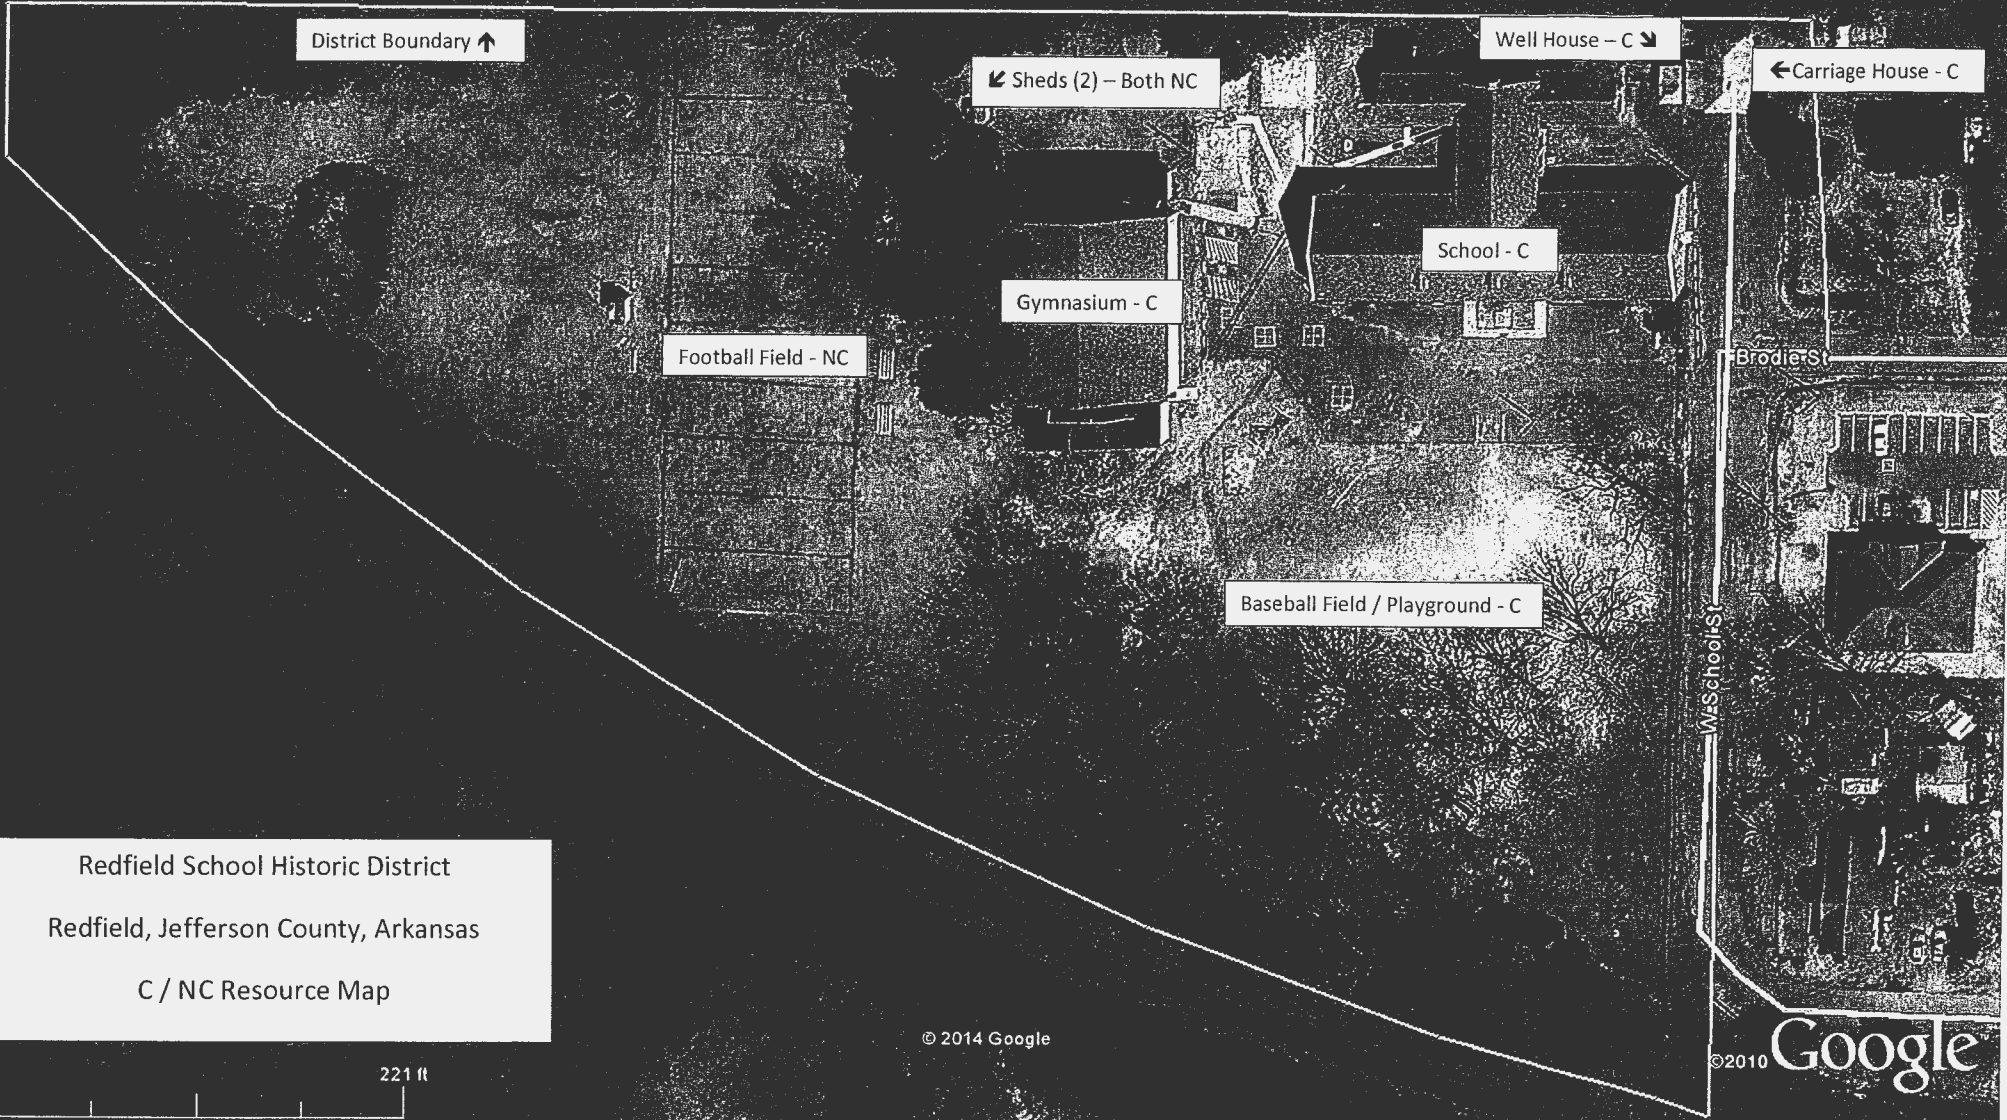 District Boundary ↑
Well House – C ↘
↙ Sheds (2) – Both NC
←Carriage House - C
School - C
Gymnasium - C
Football Field - NC
Brodie St
Baseball Field / Playground - C
W School St
Redfield School Historic District
Redfield, Jefferson County, Arkansas
C / NC Resource Map
© 2014 Google
©2010 Google
221 ft